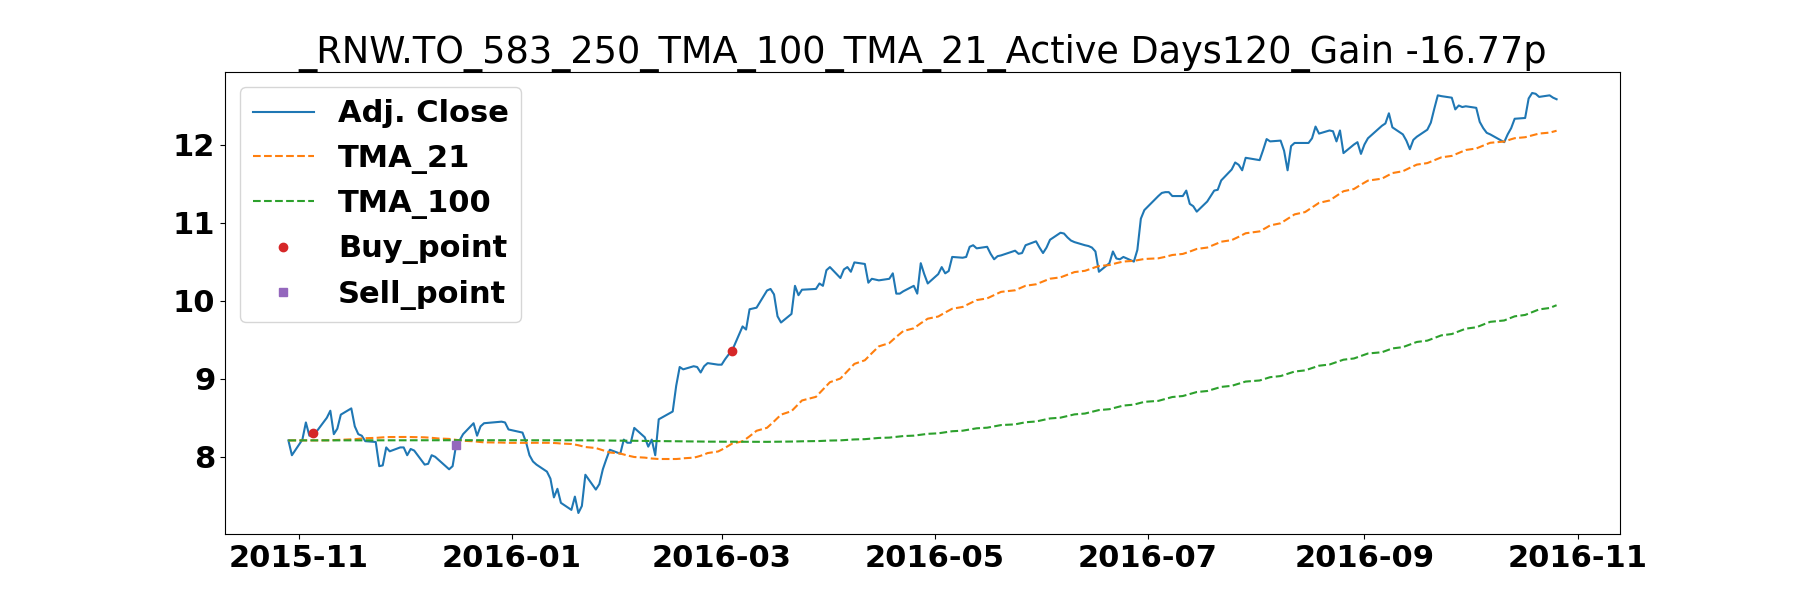 _RNW.TO_583_250_TMA_100_TMA_21_Active Days120_Gain -16.77p
Adj. Close
TMA_21
TMA_100
Buy_point
Sell_point
12
11
10
9
8
2015-11 2016-01 2016-03 2016-05 2016-07 2016-09 2016-11